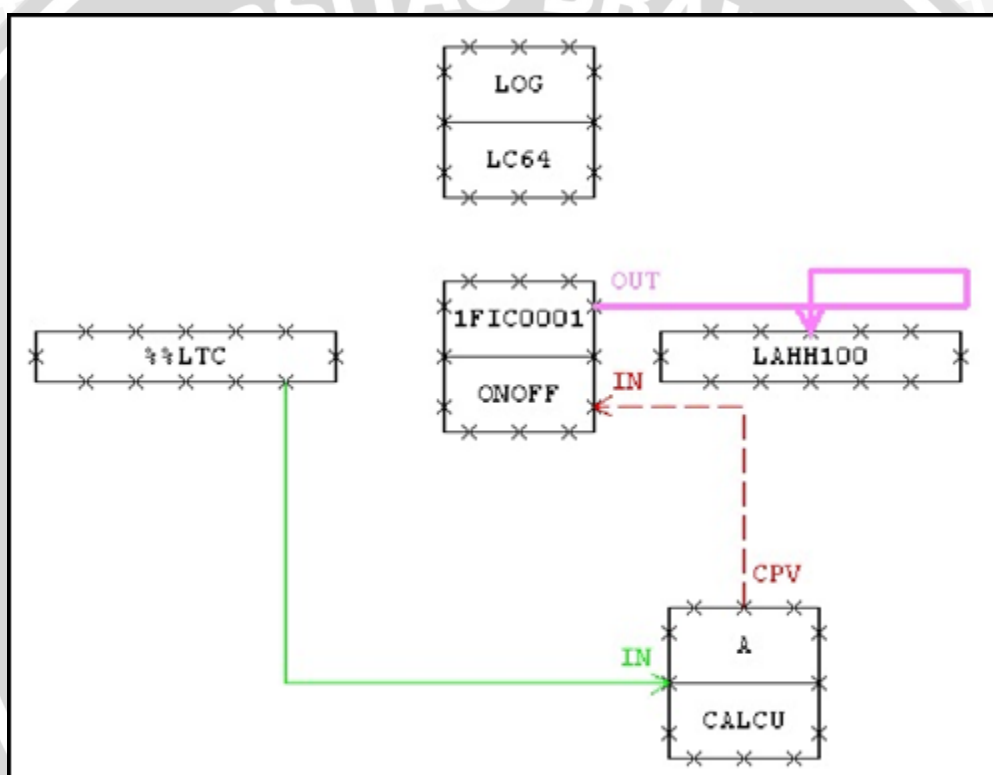 LOG
LC64
OUT
1FIC0001
%%LTC
LAHH100
IN
ONOFF
CPV
A
IN
CALCU